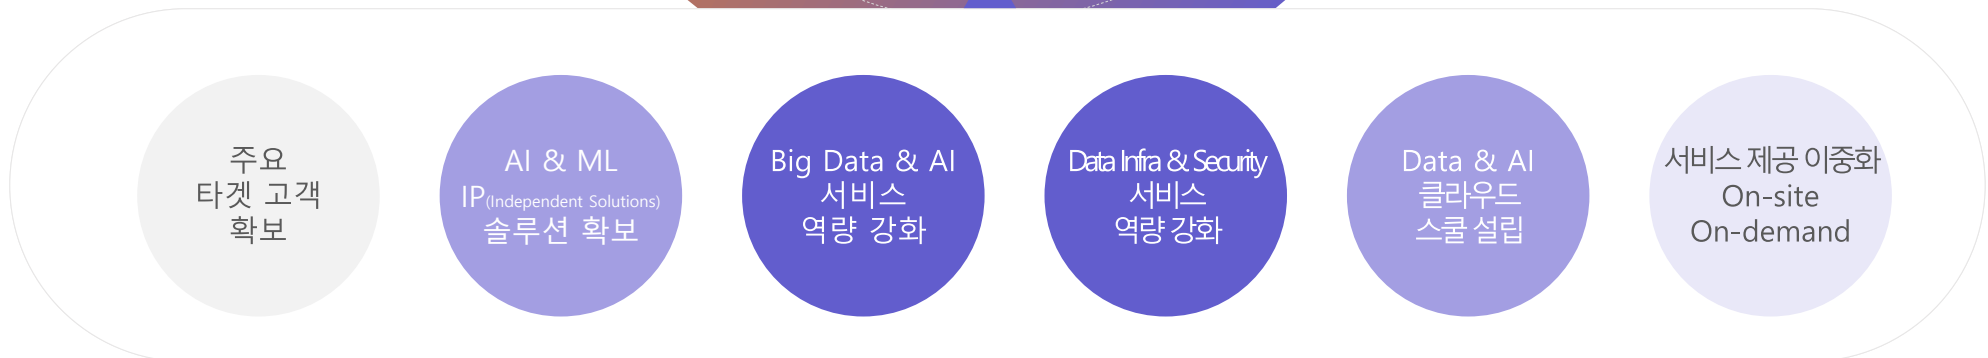 주요
타겟 고객
확보
AI & ML
IP(Independent Solutions)
솔루션 확보
Big Data & AI
서비스
역량 강화
Data Infra & Security
서비스
역량 강화
Data & AI
클라우드
스쿨 설립
서비스 제공 이중화
On-site
On-demand